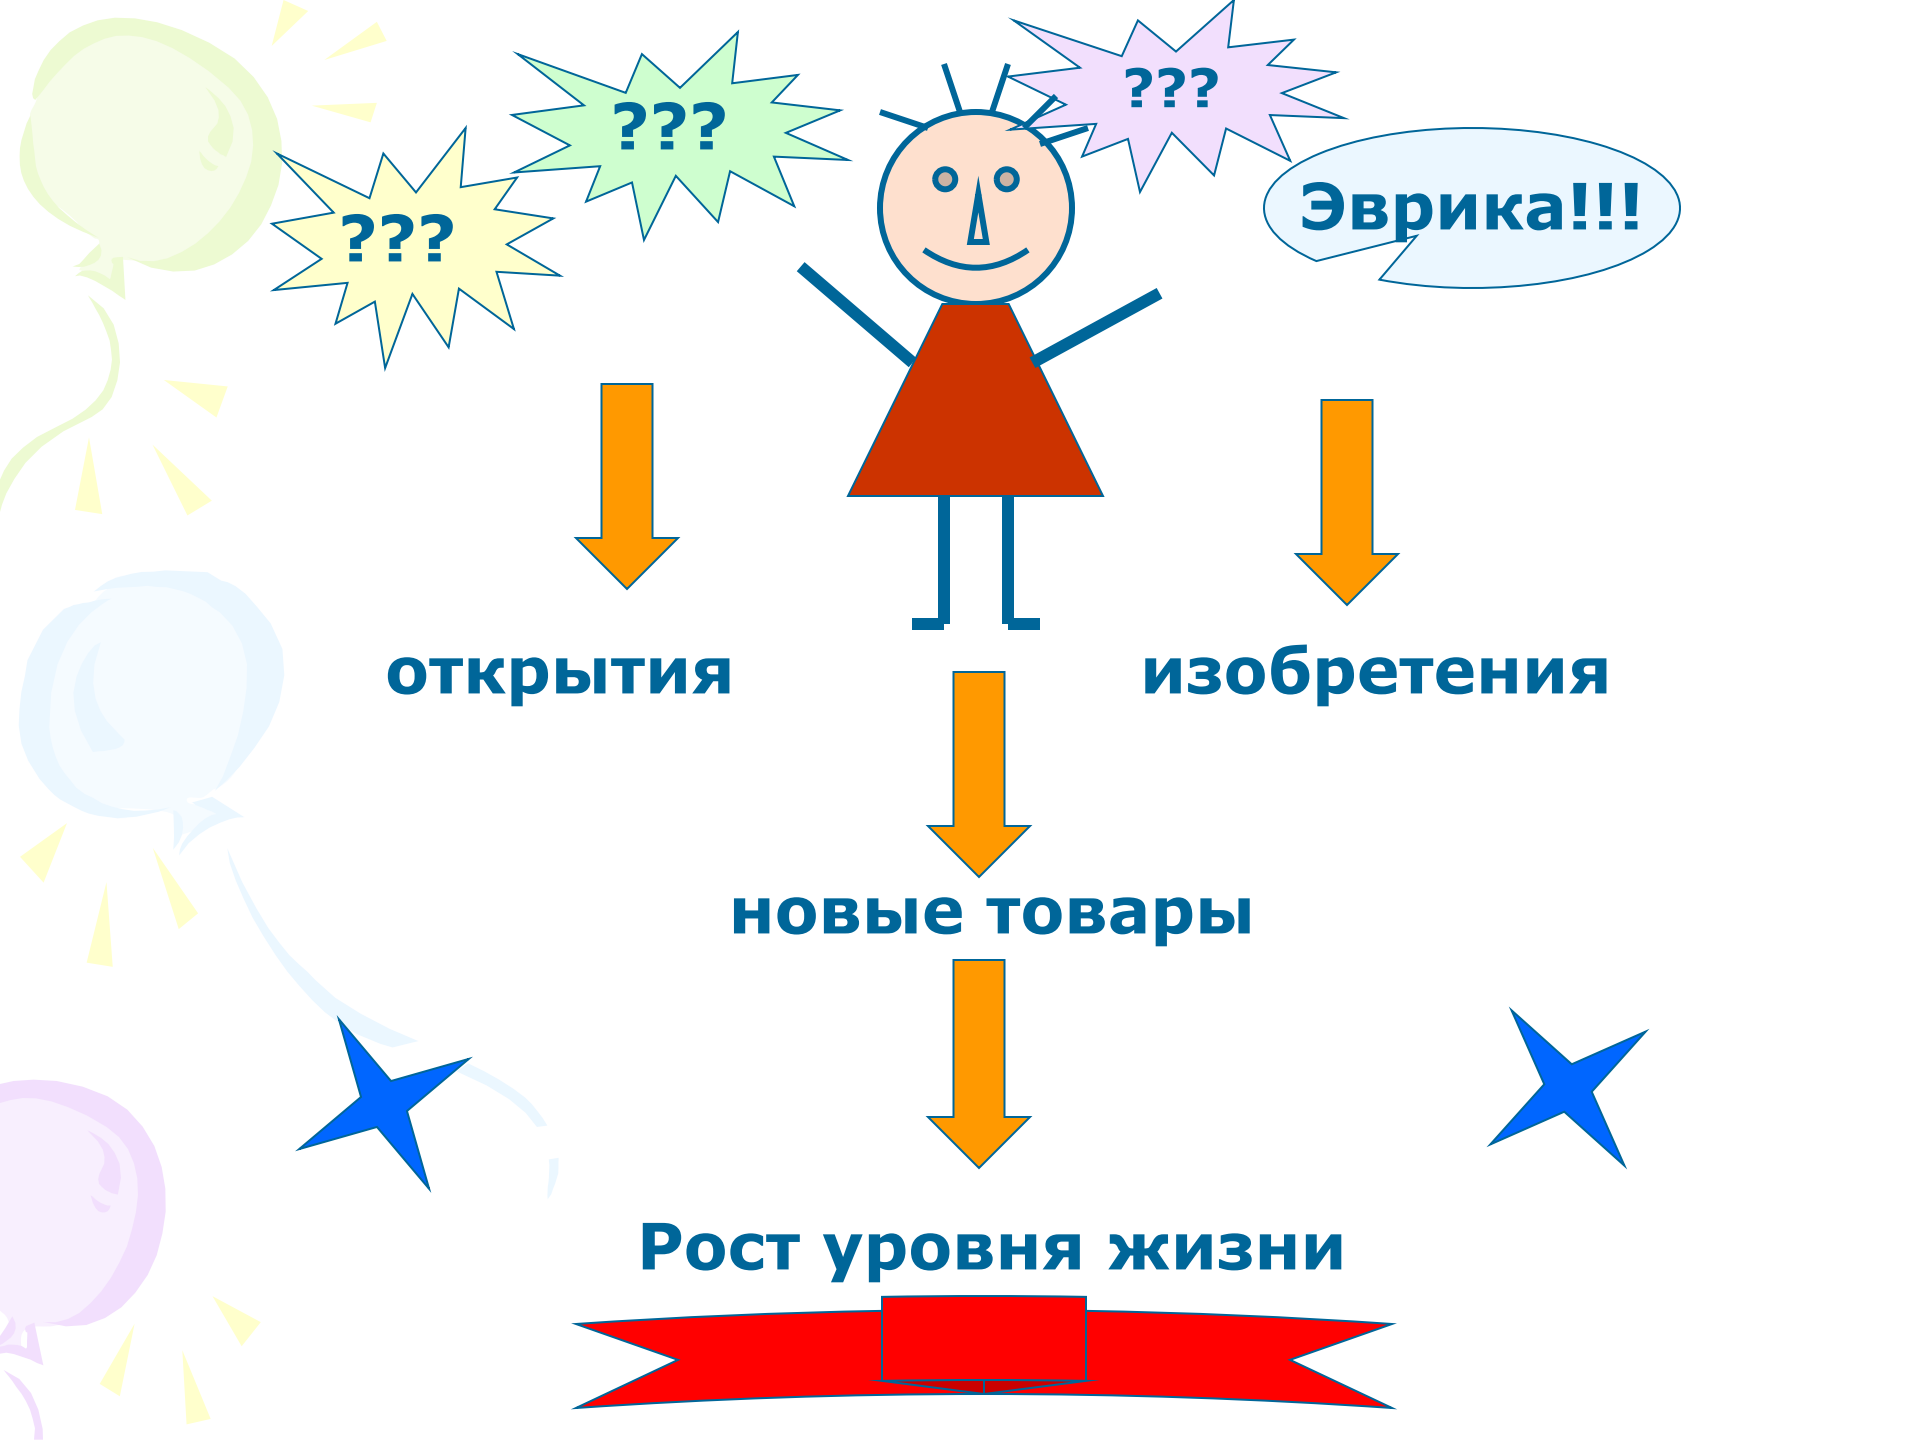 ???
???
???
Эврика!!!
открытия
изобретения
новые товары
Рост уровня жизни